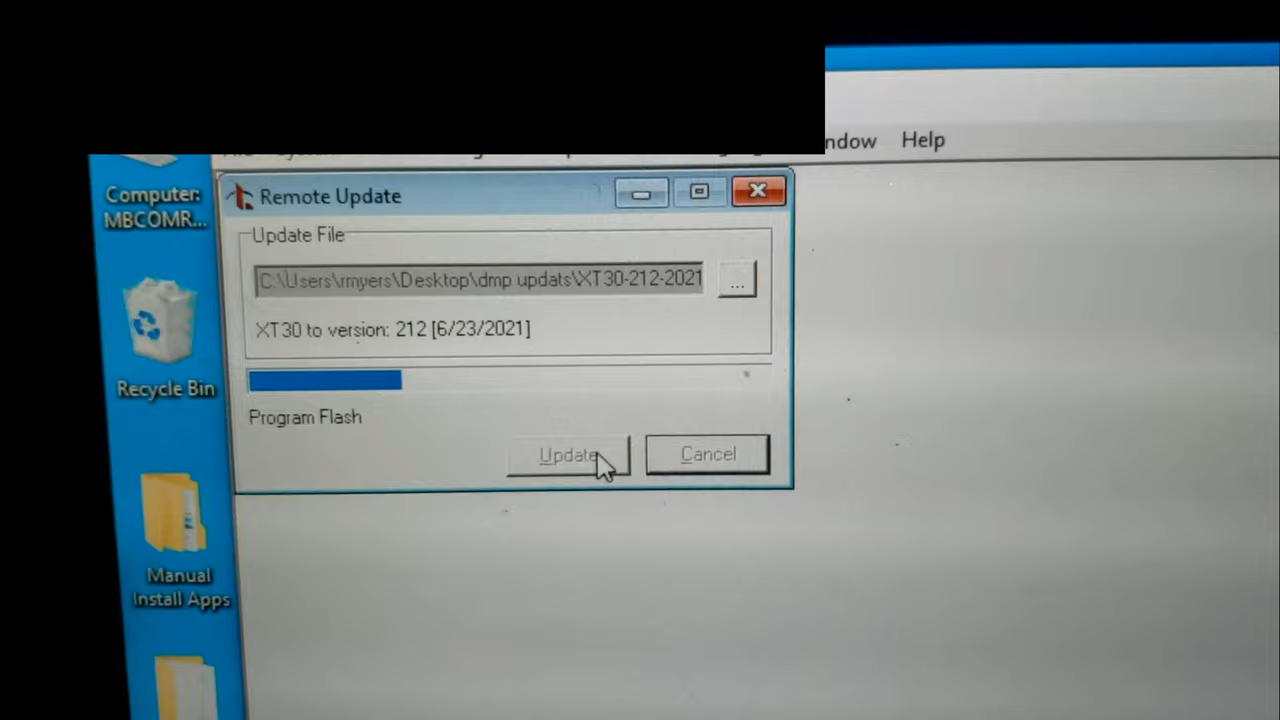 ndow Help
Computer:
MBCOMR...
Remote Update
Update File
C:\Users\rmyers\Desktop\dmp updats\XT30-212-2021
...
XT30 to version: 212 [6/23/2021]
Recycle Bin
Program Flash
Update
Cancel
Manual
Install Apps